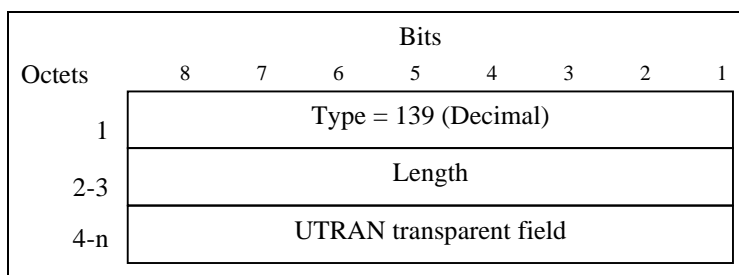 Bits
Octets 8 7 6 5 4 3 2 1
1 Type = 139 (Decimal)
2-3 Length
4-n UTRAN transparent field